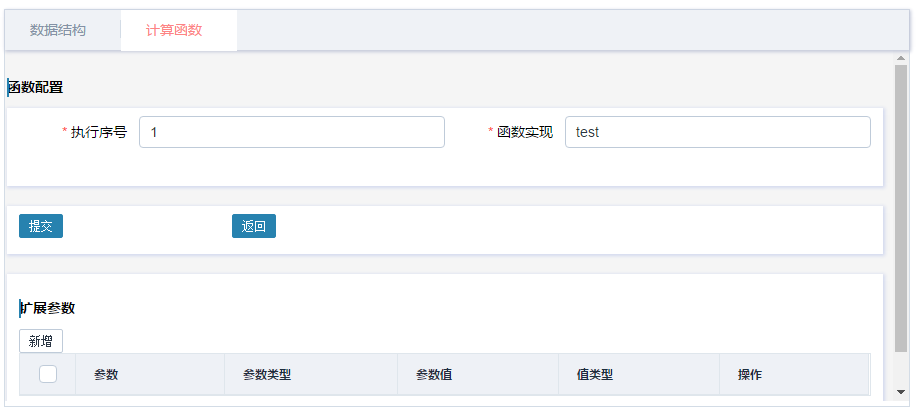 数据结构 计算函数
函数配置
* 执行序号 1 * 函数实现 test
提交 返回
扩展参数
新增
参数 参数类型 参数值 值类型 操作